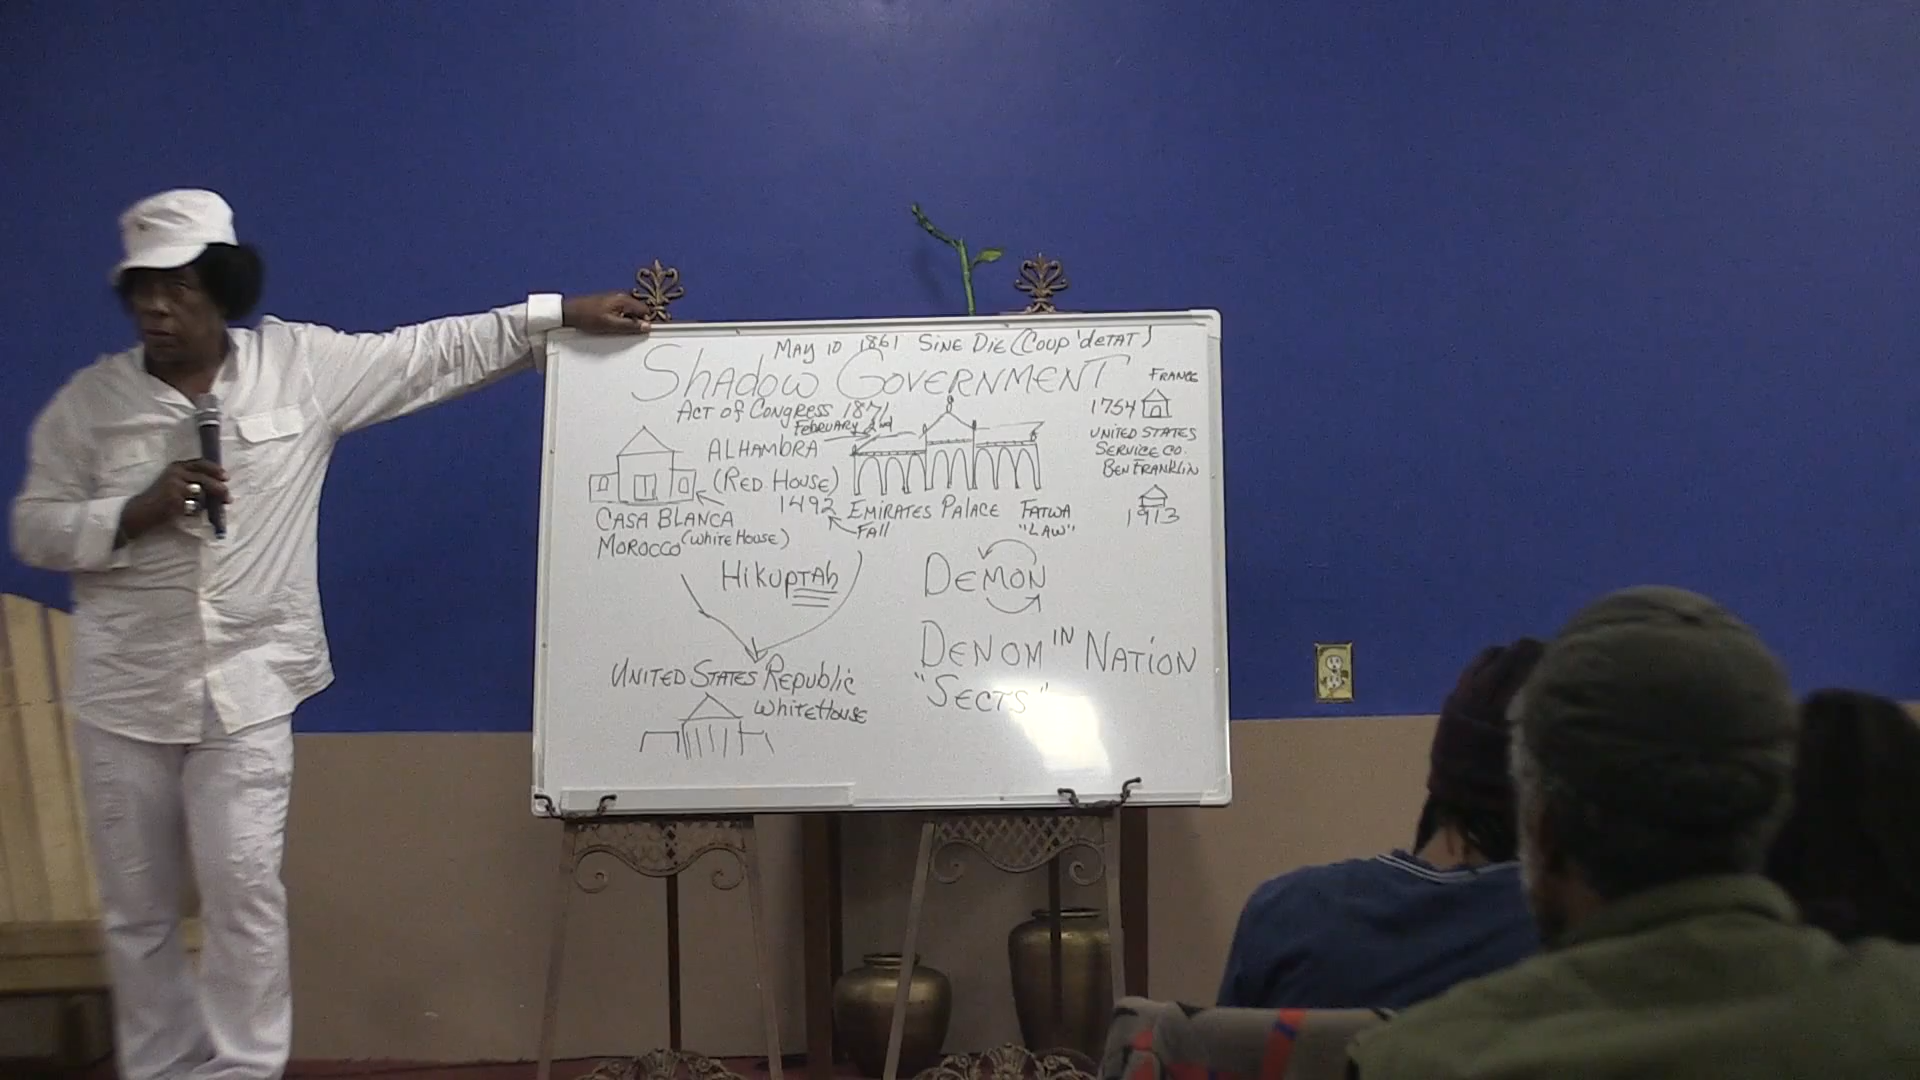 MAY 10 1861 SINE DIE (COUP 'dETAT)
SHADOW GOVERNMENT
ACT OF CONGRESS 1871
FEBRUARY 2nd
ALHAMBRA
(RED HOUSE)
1492
FALL
CASA BLANCA
MOROCCO (WHITE HOUSE)
EMIRATES PALACE
FATWA
"LAW"
FRANCE
1754
UNITED STATES
SERVICE CO.
BEN FRANKLIN
1913
HIKUPTAH
DEMON
DENOM IN NATION
"SECTS"
UNITED STATES REPUBLIC
WHITEHOUSE